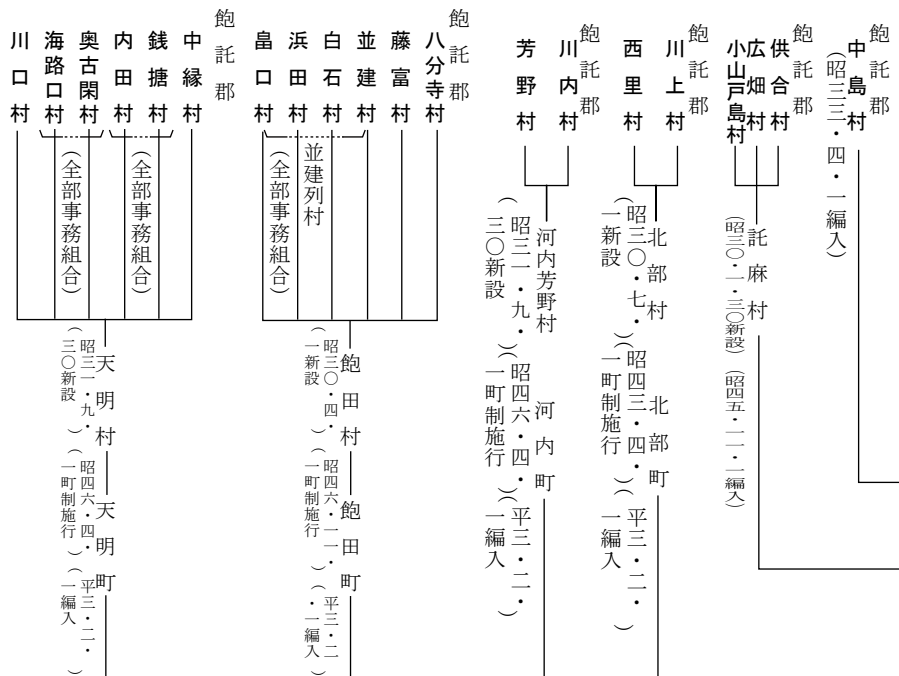 飽託郡
中島村
（昭三三・四・一編入）
飽託郡
供合村
広畑村
小山戸島村
託麻村
（昭三〇・一・三〇新設）
（昭四五・一一・一編入）
飽託郡
川上村
西里村
北部村
（昭三〇・七・一新設）
北部町
（昭四三・四・一町制施行）
（平三・二・一編入）
飽託郡
川内村
芳野村
河内芳野村
（昭三一・九・三〇新設）
河内町
（昭四六・四・一町制施行）
（平三・二・一編入）
飽託郡
八分寺村
藤富村
並建村
白石村
浜田村
畠口村
並建列村
（全部事務組合）
飽田村
（昭三〇・四・一新設）
飽田町
（昭四六・一一・一町制施行）
（平三・二・一編入）
飽託郡
中縁村
銭搪村
内田村
奥古閑村
海路口村
川口村
（全部事務組合）
（全部事務組合）
天明村
（昭三一・九・三〇新設）
天明町
（昭四六・四・一町制施行）
（平三・二・一編入）